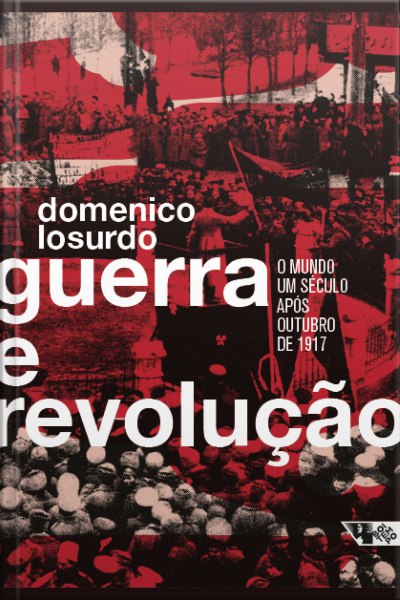 domenico
losurdo
guerra
e
revolução
O MUNDO
UM SÉCULO
APÓS
OUTUBRO
DE 1917